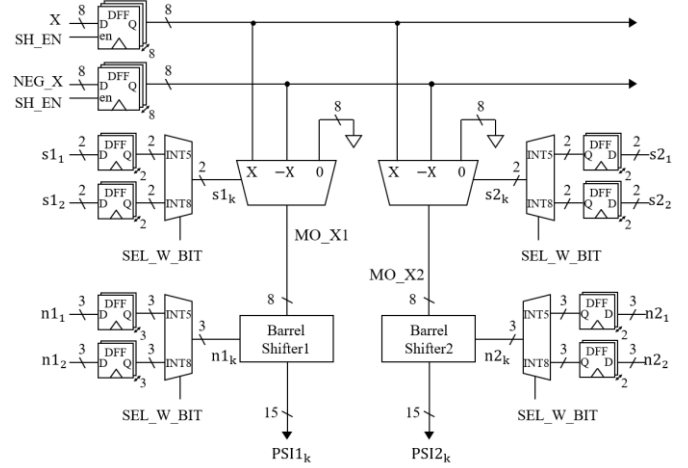 X 8 D DFF Q 8
SH_EN en 8
NEG_X 8 D DFF Q 8
SH_EN en 8
8 8
s1₁ 2 D DFF Q 2 INT5 2 X −X 0 X −X 0 2 INT5 2 Q DFF D 2 s2₁
2 s1ₖ s2ₖ 2
s1₂ 2 D DFF Q 2 INT8 INT8 2 Q DFF D 2 s2₂
2 2
SEL_W_BIT MO_X1 SEL_W_BIT
MO_X2
8 8
n1₁ 3 D DFF Q 3 INT5 3 Barrel Shifter1 Barrel Shifter2 3 INT5 3 Q DFF D 3 n2₁
3 n1ₖ n2ₖ 2
n1₂ 3 D DFF Q 3 INT8 INT8 3 Q DFF D 3 n2₂
3 2
SEL_W_BIT 15 15 SEL_W_BIT
PSI1ₖ PSI2ₖ